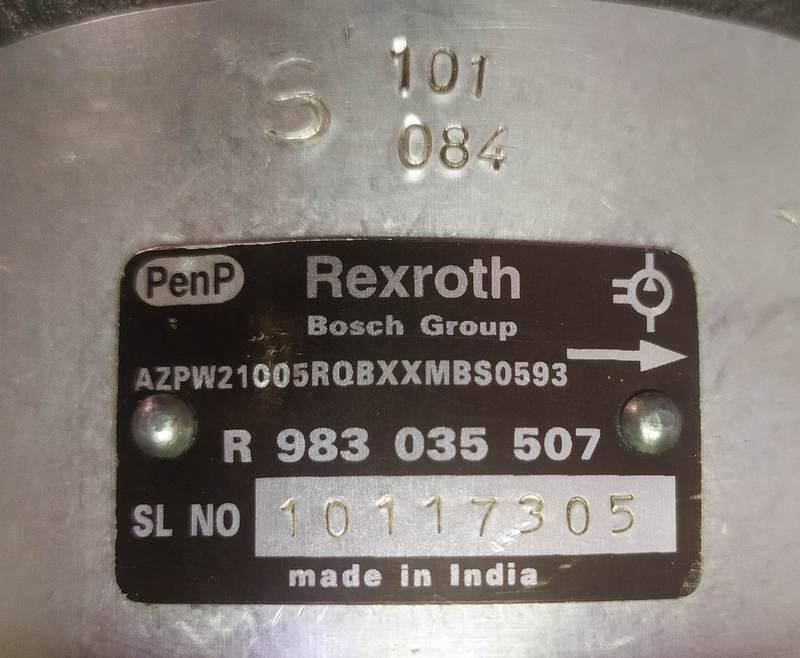 S 101
084
PenP Rexroth
Bosch Group
AZPW21005RQBXXMBS0593
R 983 035 507
SL NO 10117305
made in India